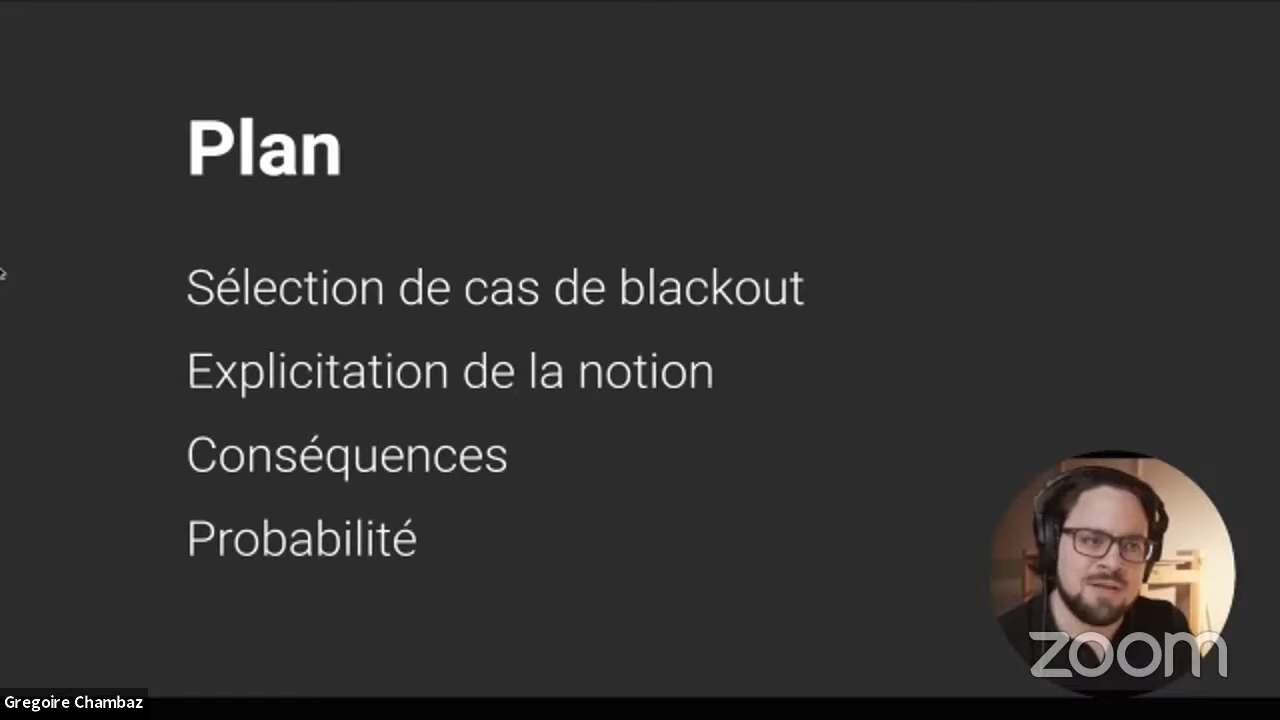 Plan
Sélection de cas de blackout
Explicitation de la notion
Conséquences
Probabilité
zoom
Gregoire Chambaz